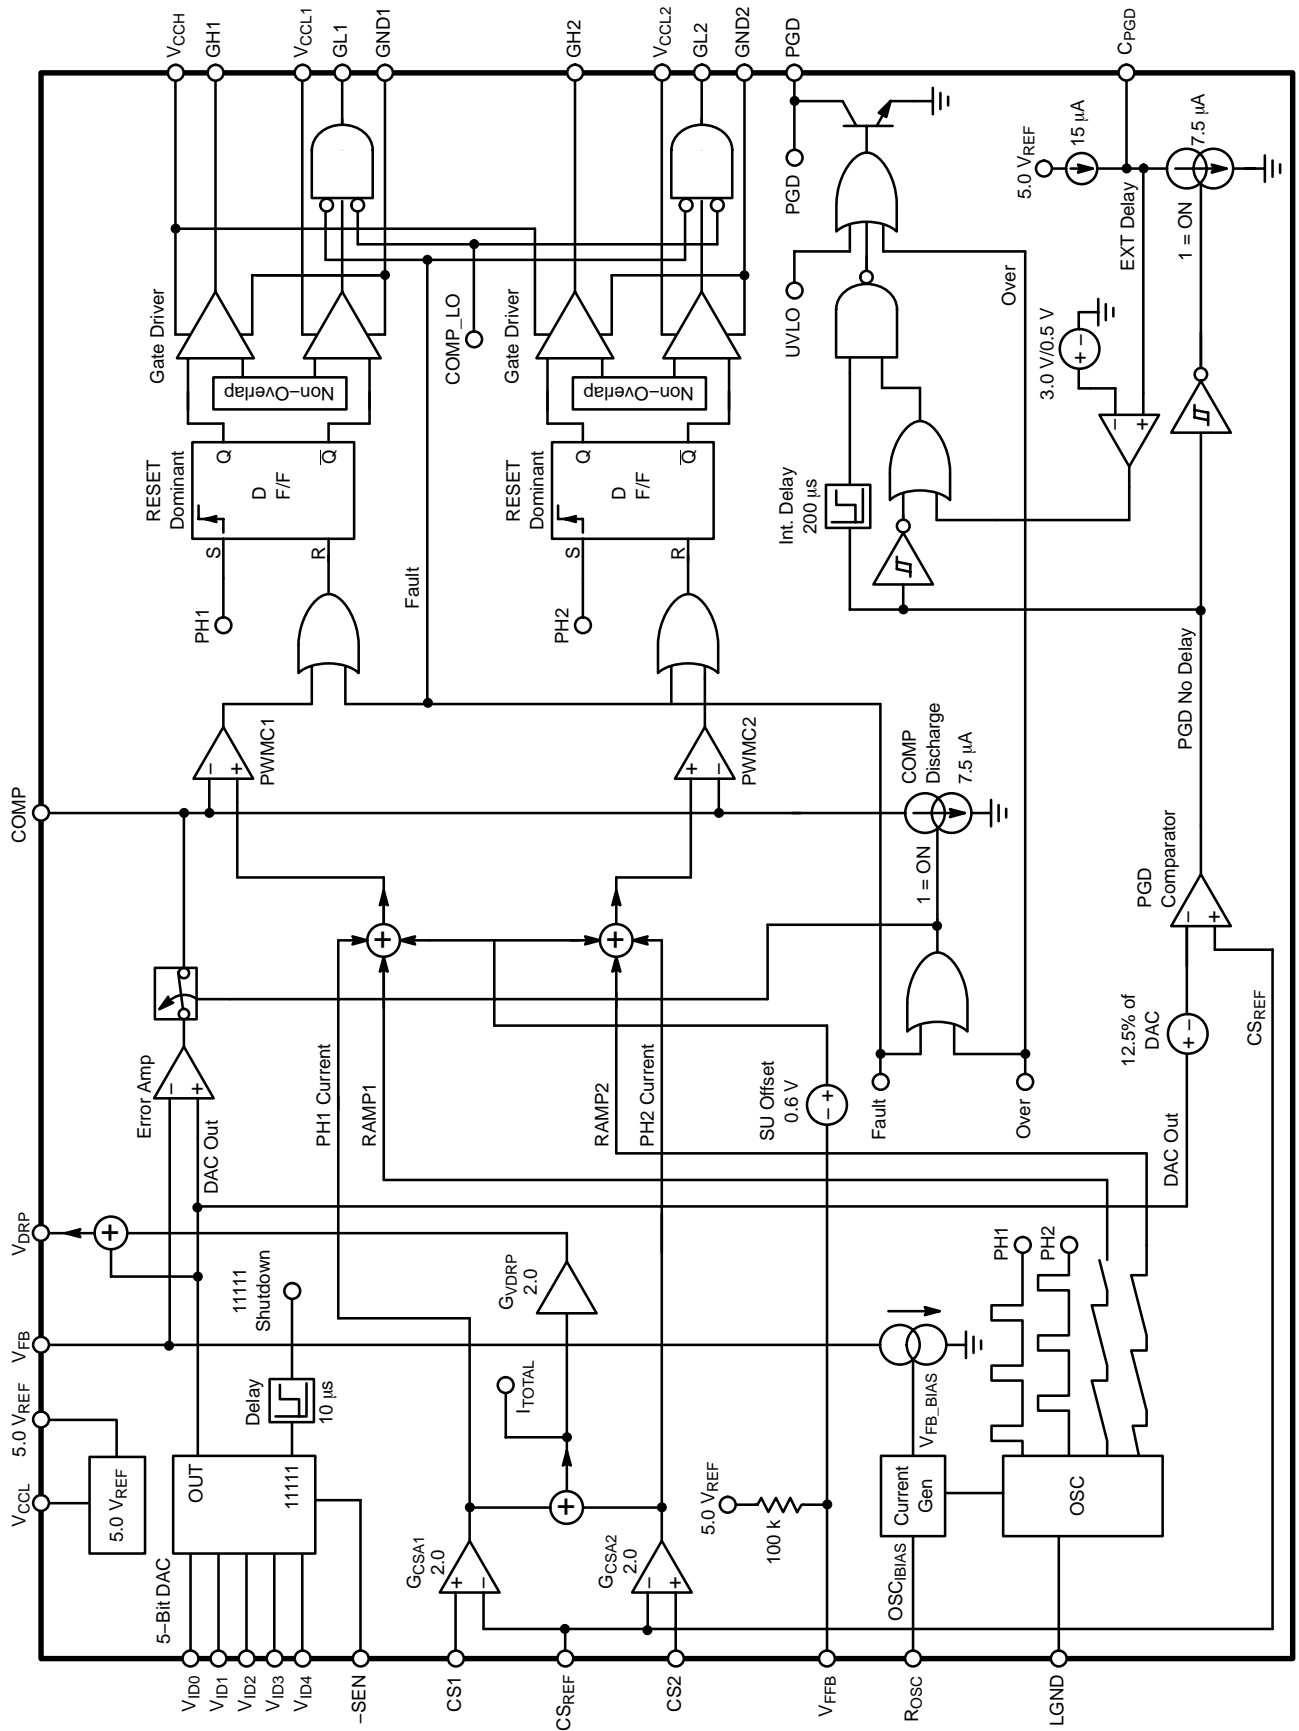 VCCL
5.0 VREF
VFB
VDRP
COMP
5.0 VREF
5–Bit DAC
OUT
11111
Delay
10 µs
11111
Shutdown
DAC Out
Error Amp
VID0
VID1
VID2
VID3
VID4
–SEN
CS1
CSREF
CS2
VFFB
ROSC
LGND
GCSA1
2.0
+
–
GCSA2
2.0
–
+
+
ITOTAL
GVDRP
2.0
+
–
+
PH1 Current
RAMP1
RAMP2
PH2 Current
+
+
5.0 VREF
100 k
SU Offset
0.6 V
– +
OSCIBIAS
Current
Gen
VFB_BIAS
OSC
PH1
PH2
Fault
Over
1 = ON
COMP
Discharge
7.5 µA
–
+
PWMC1
+
–
PWMC2
Fault
PH1
S
R
RESET
Dominant
D
F/F
Q
Q
Non–Overlap
Gate Driver
PH2
S
R
RESET
Dominant
D
F/F
Q
Q
Non–Overlap
Gate Driver
COMP_LO
VCCH
GH1
VCCL1
GL1
GND1
GH2
VCCL2
GL2
GND2
PGD
CPGD
DAC Out
12.5% of
DAC
+ –
CSREF
PGD
Comparator
–
+
PGD No Delay
Int. Delay
200 µs
UVLO
PGD
Over
3.0 V/0.5 V
+ –
–
+
EXT Delay
1 = ON
5.0 VREF
15 µA
7.5 µA